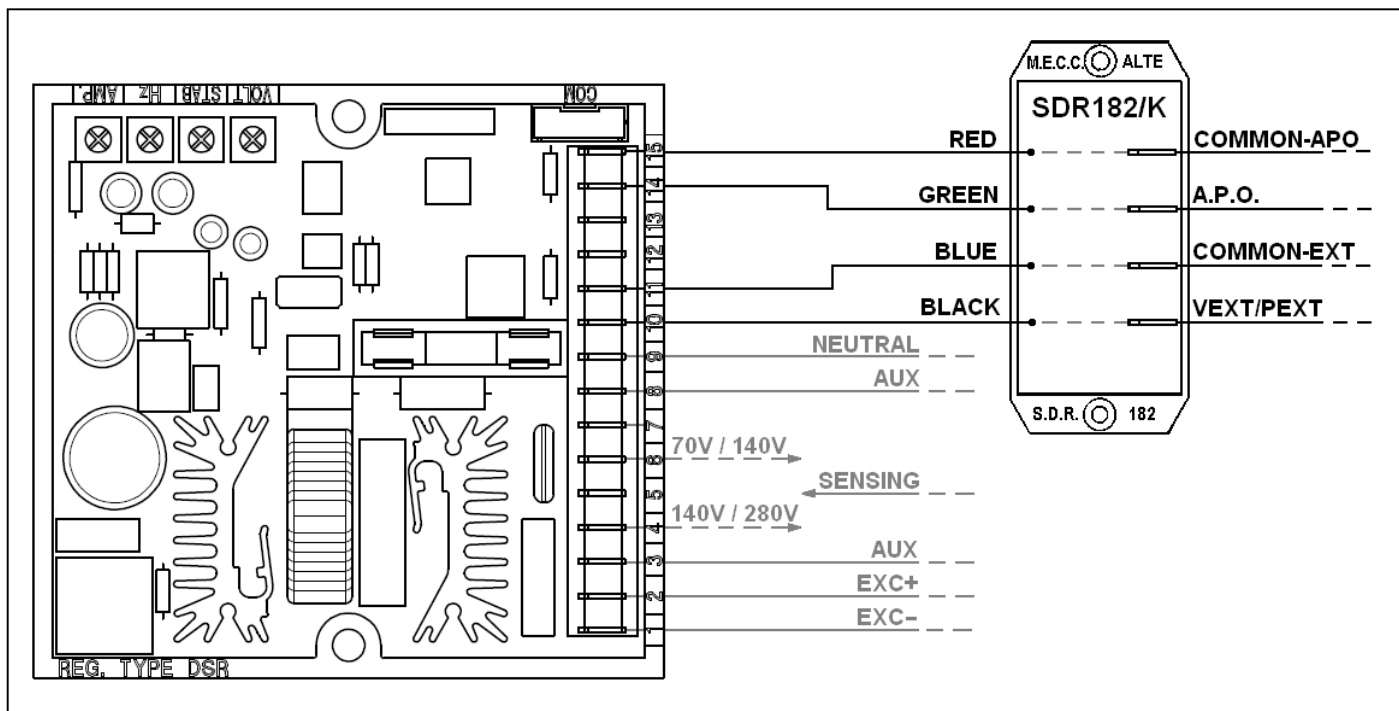 M.E.C.C. ALTE
SDR182/K
AMP. Hz STAB VOLT
COM
RED
COMMON-APO
GREEN
A.P.O.
BLUE
COMMON-EXT
BLACK
VEXT/PEXT
NEUTRAL
AUX
70V / 140V
SENSING
140V / 280V
AUX
EXC+
EXC−
15
14
13
12
11
10
9
8
7
6
5
4
3
2
1
S.D.R. 182
REG. TYPE DSR